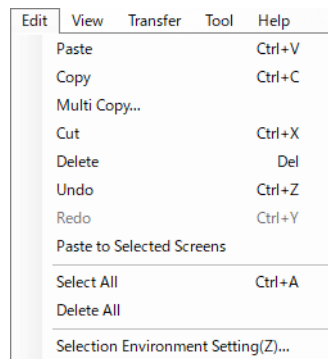 Edit View Transfer Tool Help
Paste Ctrl+V
Copy Ctrl+C
Multi Copy...
Cut Ctrl+X
Delete Del
Undo Ctrl+Z
Redo Ctrl+Y
Paste to Selected Screens
Select All Ctrl+A
Delete All
Selection Environment Setting(Z)...